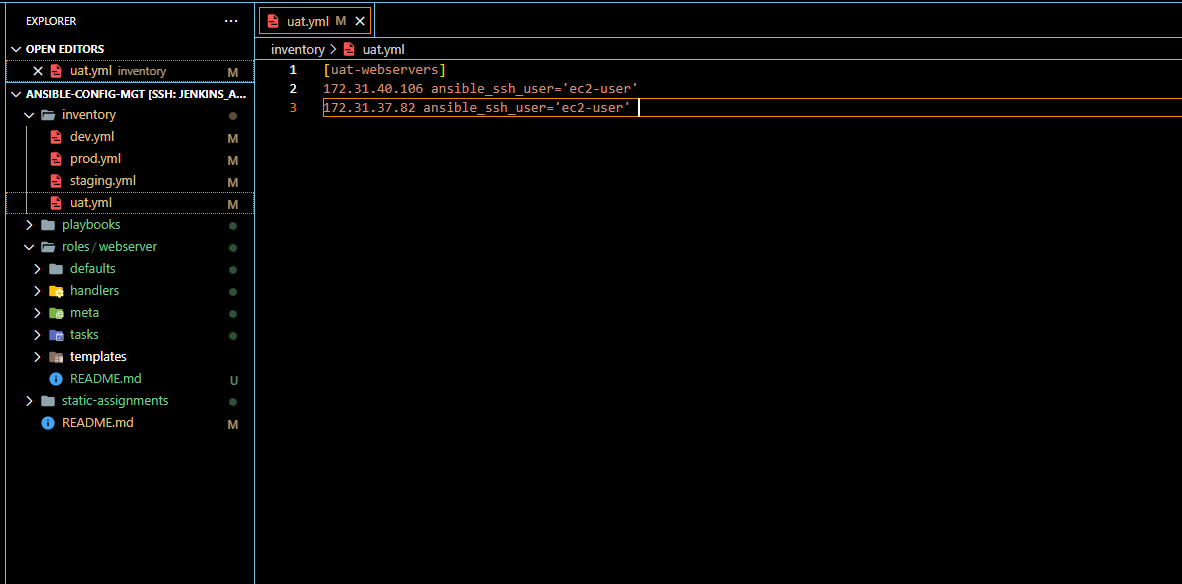 EXPLORER ...
OPEN EDITORS
uat.yml inventory M
ANSIBLE-CONFIG-MGT [SSH: JENKINS_A...
inventory
dev.yml M
prod.yml M
staging.yml M
uat.yml M
playbooks
roles / webserver
defaults
handlers
meta
tasks
templates
README.md U
static-assignments
README.md M
uat.yml M
inventory > uat.yml
1 [uat-webservers]
2 172.31.40.106 ansible_ssh_user='ec2-user'
3 172.31.37.82 ansible_ssh_user='ec2-user'